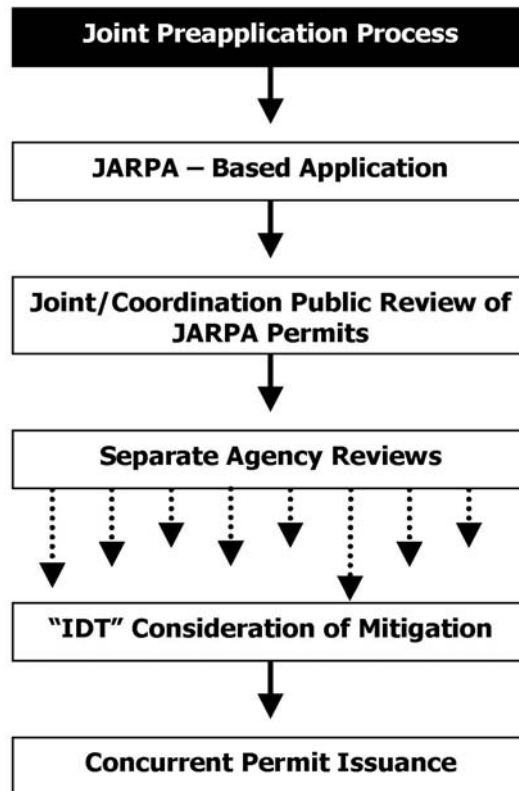 Joint Preapplication Process
JARPA – Based Application
Joint/Coordination Public Review of
JARPA Permits
Separate Agency Reviews
“IDT” Consideration of Mitigation
Concurrent Permit Issuance